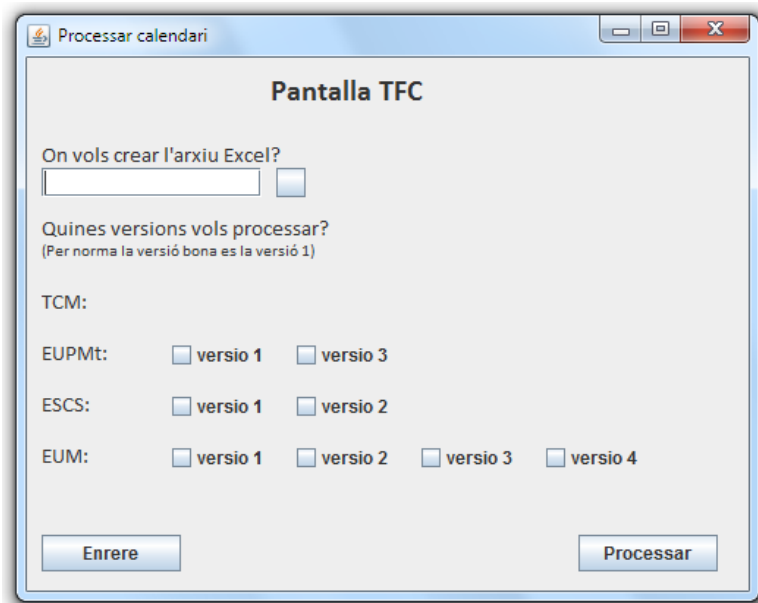 Processar calendari
Pantalla TFC
On vols crear l'arxiu Excel?
Quines versions vols processar?
(Per norma la versió bona es la versió 1)
TCM:
EUPMt: versio 1 versio 3
ESCS: versio 1 versio 2
EUM: versio 1 versio 2 versio 3 versio 4
Enrere Processar